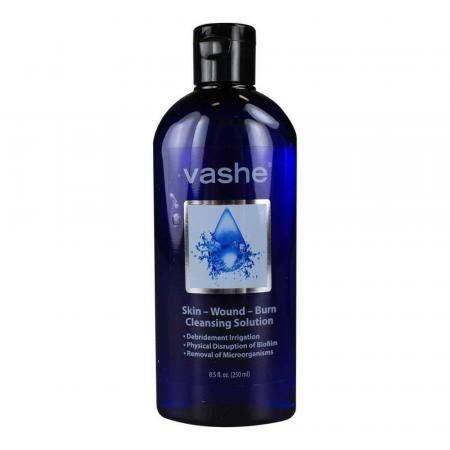 vashe®
Skin – Wound – Burn
Cleansing Solution
• Debridement Irrigation
• Physical Disruption of Biofilm
• Removal of Microorganisms
8.5 fl. oz. (250 ml)